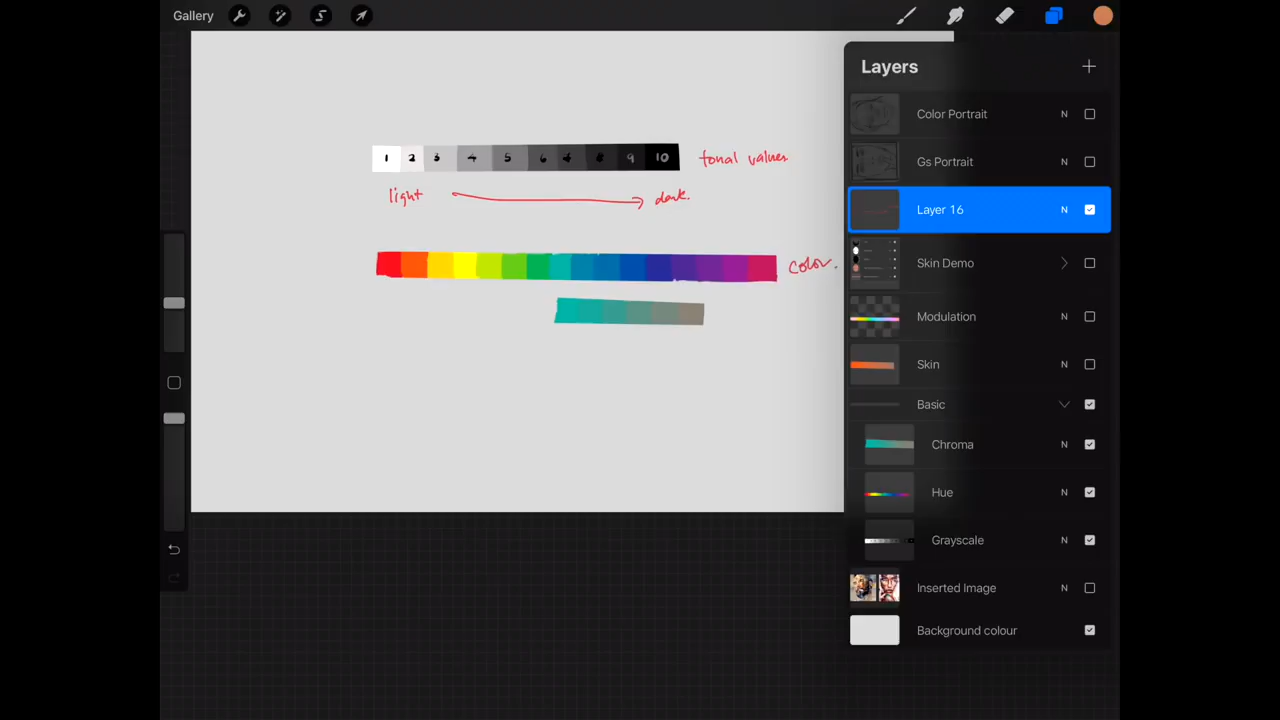 Gallery
Layers
Color Portrait N
Gs Portrait N
Layer 16 N
Skin Demo N
Modulation N
Skin N
Basic
Chroma N
Hue N
Grayscale N
Inserted Image N
Background colour
1 2 3 4 5 6 7 8 9 10 tonal values
light dark.
color.